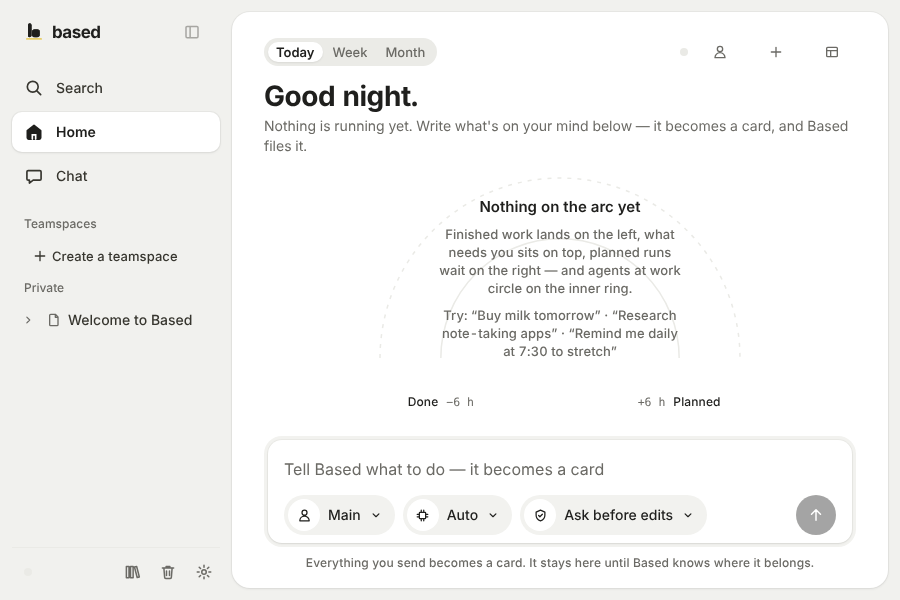 based
Search
Home
Chat
Teamspaces
Create a teamspace
Private
Welcome to Based
Today Week Month
Good night.
Nothing is running yet. Write what's on your mind below — it becomes a card, and Based
files it.
Nothing on the arc yet
Finished work lands on the left, what
needs you sits on top, planned runs
wait on the right — and agents at work
circle on the inner ring.
Try: “Buy milk tomorrow” · “Research
note-taking apps” · “Remind me daily
at 7:30 to stretch”
Done −6 h
+6 h Planned
Tell Based what to do — it becomes a card
Main
Auto
Ask before edits
Everything you send becomes a card. It stays here until Based knows where it belongs.